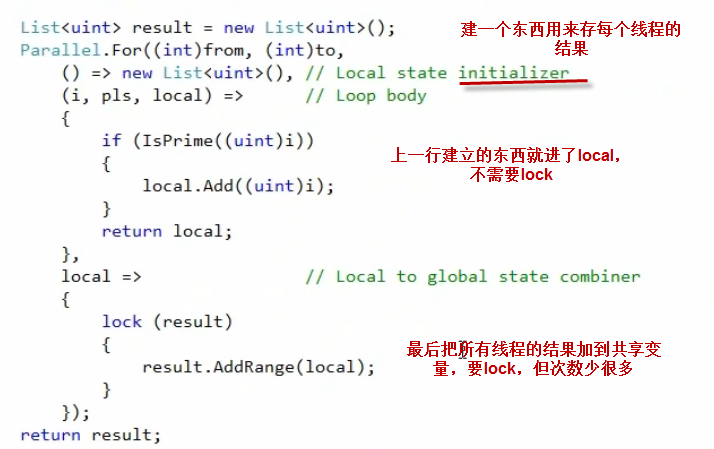 List<uint> result = new List<uint>();
建一个东西用来存每个线程的
结果
Parallel.For((int)from, (int)to,
() => new List<uint>(), // Local state initializer
(i, pls, local) => // Loop body
{
if (IsPrime((uint)i))
上一行建立的东西就进了local，
不需要lock
{
local.Add((uint)i);
}
return local;
},
local => // Local to global state combiner
{
lock (result)
最后把所有线程的结果加到共享变
量，要lock，但次数少很多
{
result.AddRange(local);
}
});
return result;